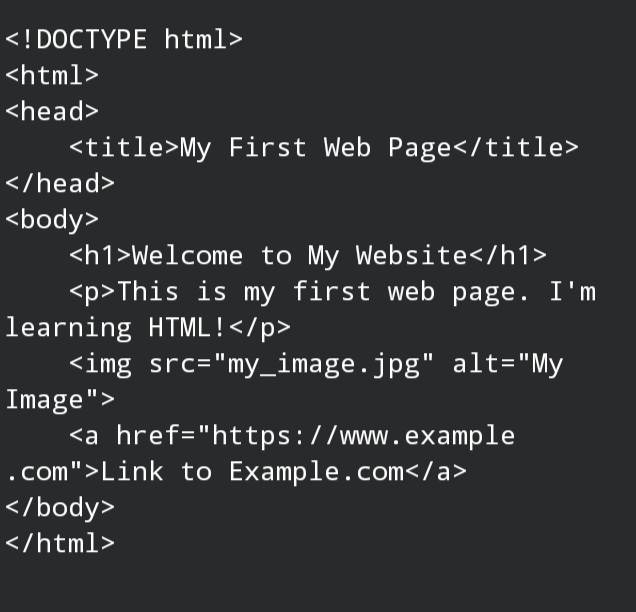 <!DOCTYPE html>
<html>
<head>
    <title>My First Web Page</title>
</head>
<body>
    <h1>Welcome to My Website</h1>
    <p>This is my first web page. I'm
learning HTML!</p>
    <img src="my_image.jpg" alt="My
Image">
    <a href="https://www.example
.com">Link to Example.com</a>
</body>
</html>